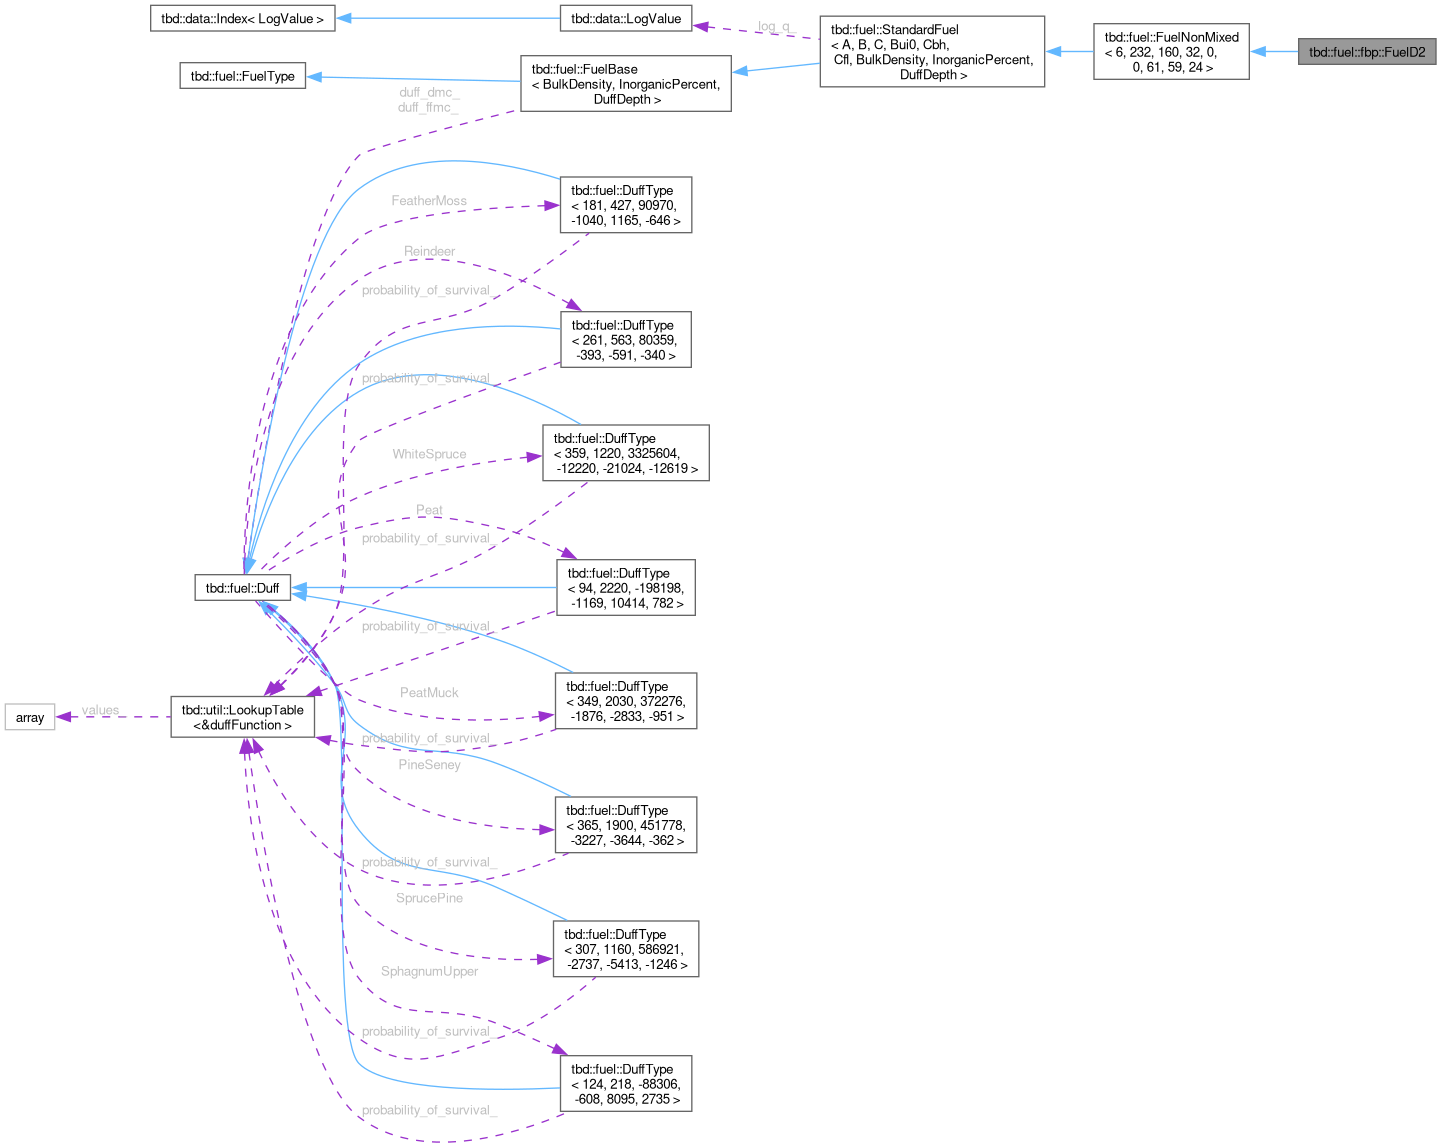 tbd::data::Index< LogValue >
tbd::data::LogValue
log_q_
tbd::fuel::StandardFuel
< A, B, C, Bui0, Cbh,
Cfl, BulkDensity, InorganicPercent,
DuffDepth >
tbd::fuel::FuelNonMixed
< 6, 232, 160, 32, 0,
0, 61, 59, 24 >
tbd::fuel::fbp::FuelD2
tbd::fuel::FuelType
tbd::fuel::FuelBase
< BulkDensity, InorganicPercent,
DuffDepth >
duff_dmc_
duff_ffmc_
tbd::fuel::DuffType
< 181, 427, 90970,
-1040, 1165, -646 >
FeatherMoss
Reindeer
probability_of_survival_
tbd::fuel::DuffType
< 261, 563, 80359,
-393, -591, -340 >
probability_of_survival_
tbd::fuel::DuffType
< 359, 1220, 3325604,
-12220, -21024, -12619 >
WhiteSpruce
Peat
probability_of_survival_
tbd::fuel::DuffType
< 94, 2220, -198198,
-1169, 10414, 782 >
tbd::fuel::Duff
probability_of_survival_
tbd::fuel::DuffType
< 349, 2030, 372276,
-1876, -2833, -951 >
PeatMuck
array
values
tbd::util::LookupTable
<&duffFunction >
probability_of_survival_
PineSeney
tbd::fuel::DuffType
< 365, 1900, 451778,
-3227, -3644, -362 >
probability_of_survival_
SprucePine
tbd::fuel::DuffType
< 307, 1160, 586921,
-2737, -5413, -1246 >
SphagnumUpper
probability_of_survival_
tbd::fuel::DuffType
< 124, 218, -88306,
-608, 8095, 2735 >
probability_of_survival_